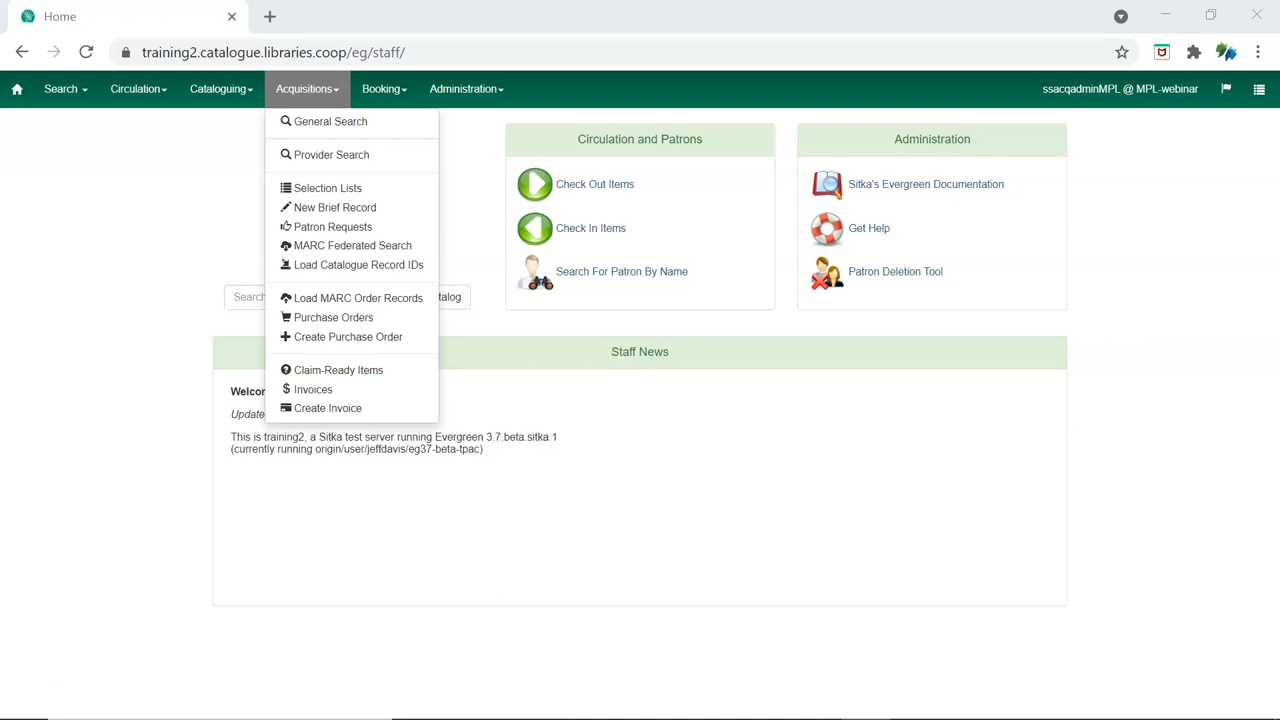 Home
training2.catalogue.libraries.coop/eg/staff/
Search Circulation Cataloguing Acquisitions Booking Administration ssacqadminMPL @ MPL-webinar
General Search
Provider Search
Selection Lists
New Brief Record
Patron Requests
MARC Federated Search
Load Catalogue Record IDs
Load MARC Order Records
Purchase Orders
Create Purchase Order
Claim-Ready Items
Invoices
Create Invoice
Search
talog
Circulation and Patrons
Check Out Items
Check In Items
Search For Patron By Name
Administration
Sitka's Evergreen Documentation
Get Help
Patron Deletion Tool
Staff News
Welcor
Update
This is training2, a Sitka test server running Evergreen 3.7.beta.sitka.1
(currently running origin/user/jeffdavis/eg37-beta-tpac)